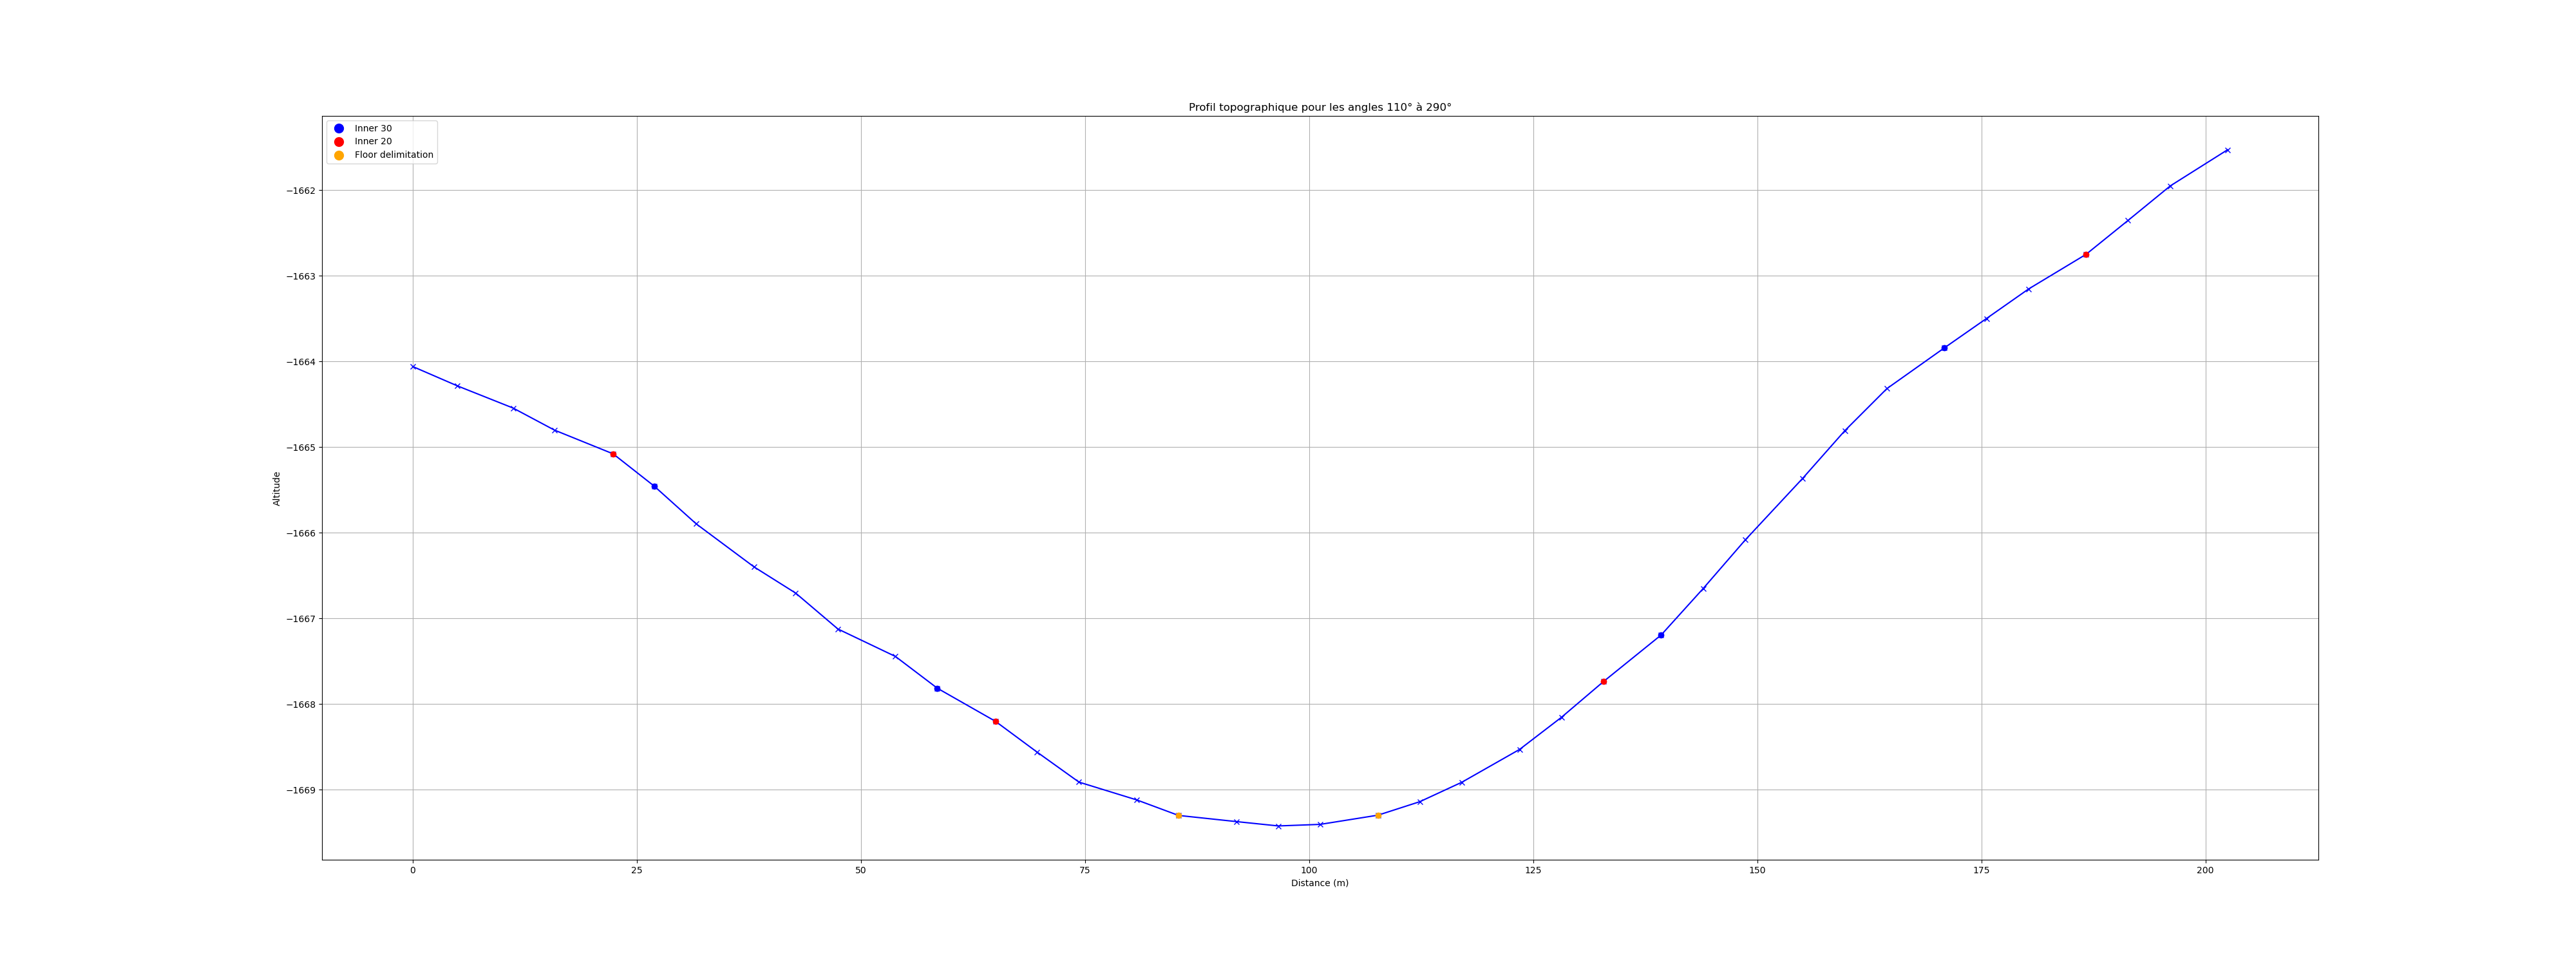 Profil topographique pour les angles 110° à 290°
Inner 30
Inner 20
Floor delimitation
Altitude
−1662
−1663
−1664
−1665
−1666
−1667
−1668
−1669
0 25 50 75 100 125 150 175 200
Distance (m)